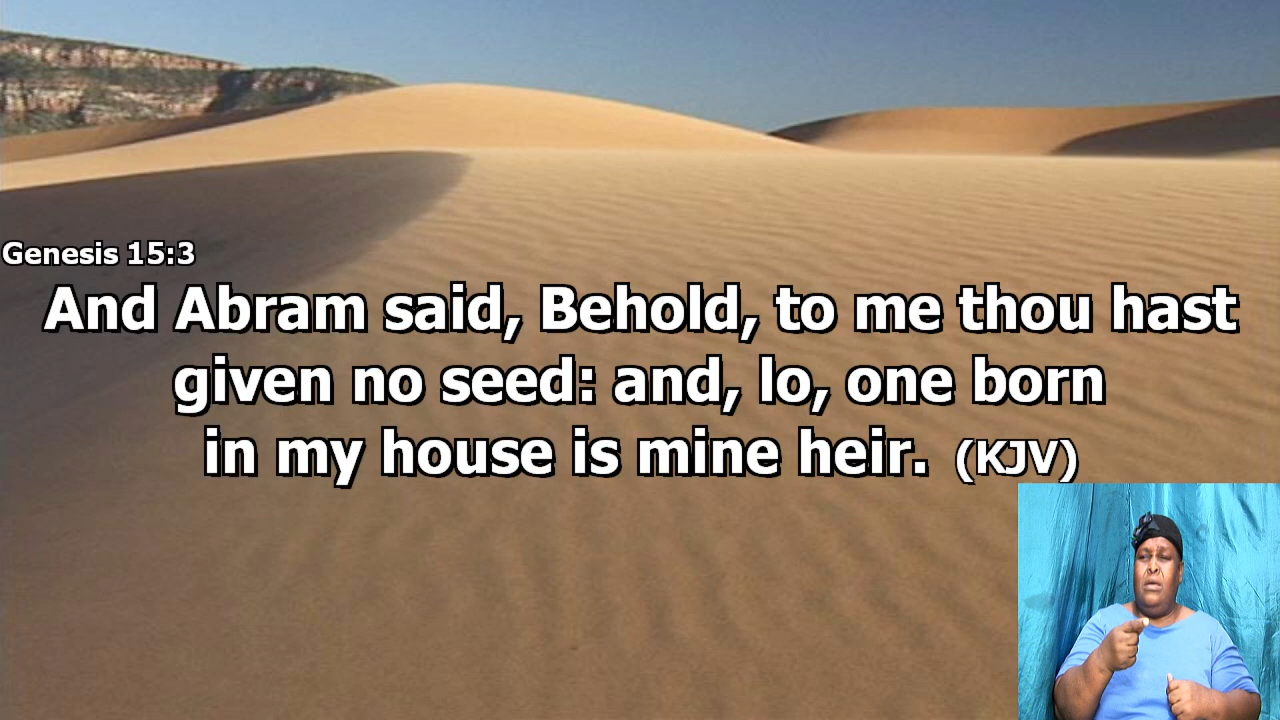 Genesis 15:3
And Abram said, Behold, to me thou hast
given no seed: and, lo, one born
in my house is mine heir. (KJV)